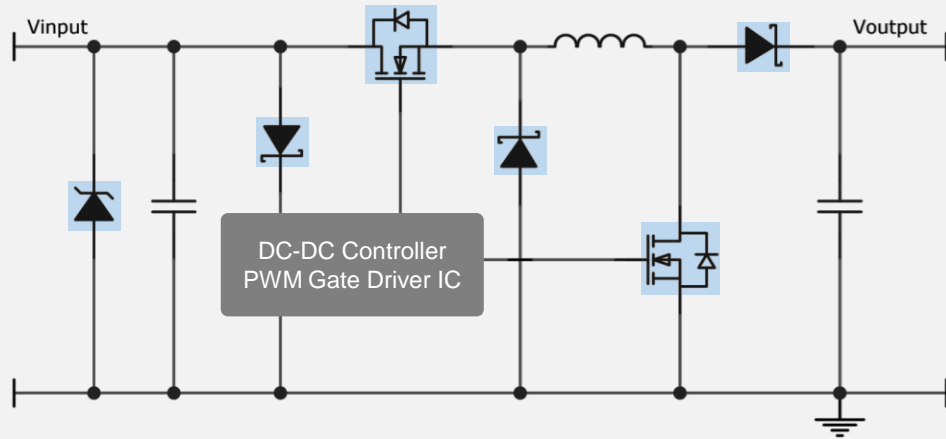 Vinput
Voutput
DC-DC Controller
PWM Gate Driver IC